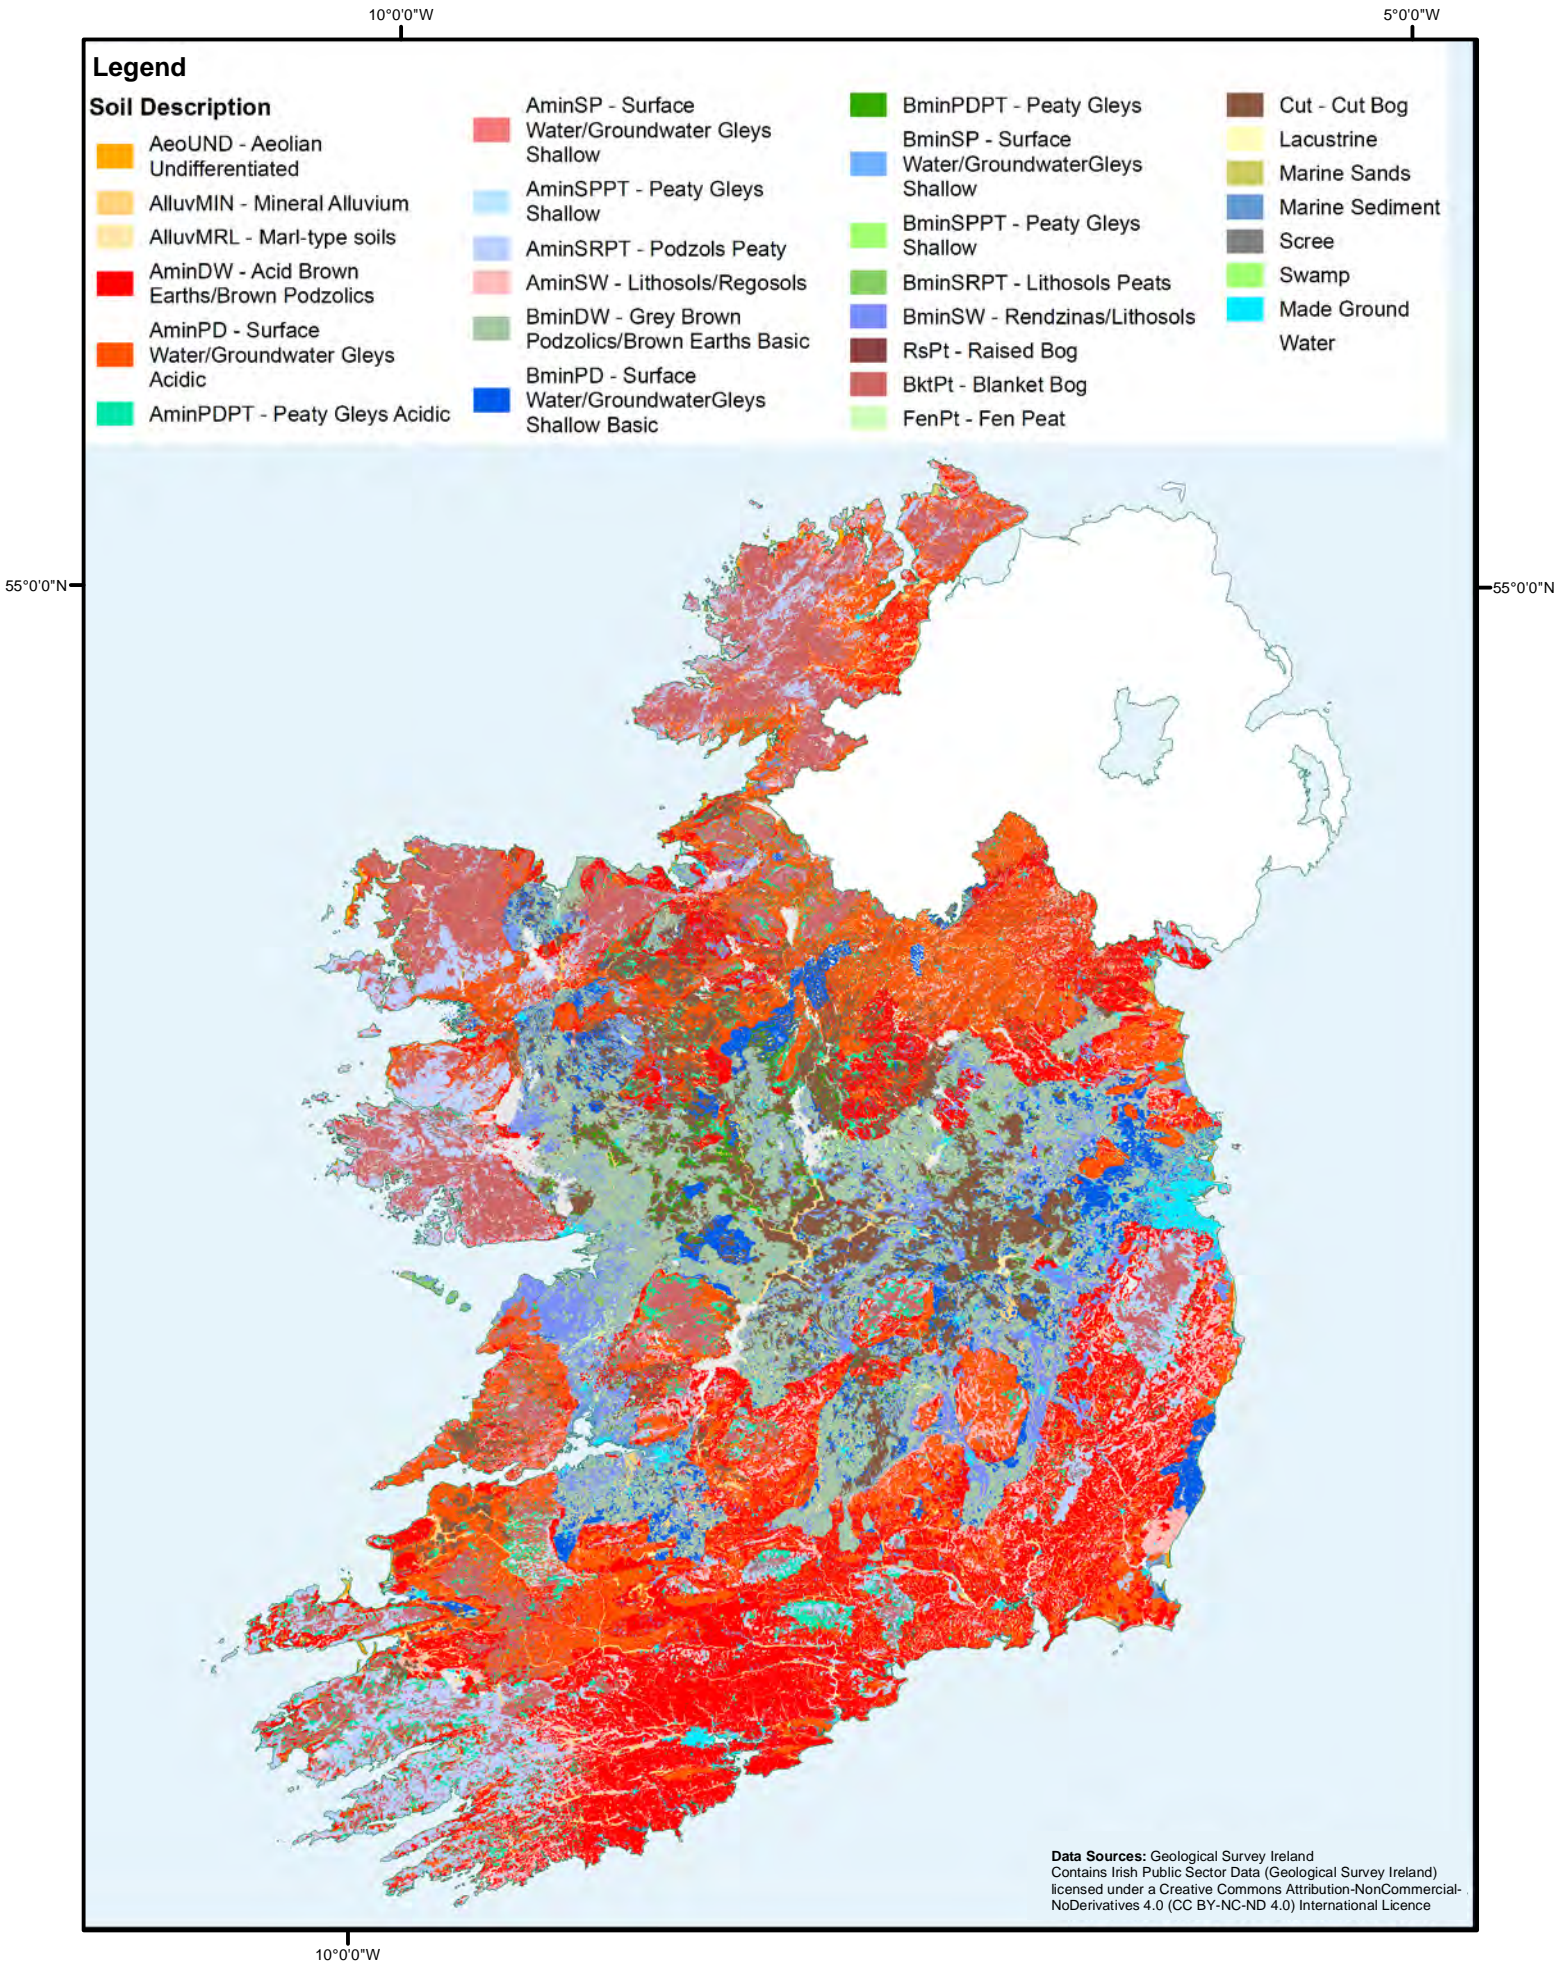 10°0'0"W
5°0'0"W
Legend
Soil Description
AeoUND - Aeolian
Undifferentiated
AlluvMIN - Mineral Alluvium
AlluvMRL - Marl-type soils
AminDW - Acid Brown
Earths/Brown Podzolics
AminPD - Surface
Water/Groundwater Gleys
Acidic
AminPDPT - Peaty Gleys Acidic
AminSP - Surface
Water/Groundwater Gleys
Shallow
AminSPPT - Peaty Gleys
Shallow
AminSRPT - Podzols Peaty
AminSW - Lithosols/Regosols
BminDW - Grey Brown
Podzolics/Brown Earths Basic
BminPD - Surface
Water/GroundwaterGleys
Shallow Basic
BminPDPT - Peaty Gleys
BminSP - Surface
Water/GroundwaterGleys
Shallow
BminSPPT - Peaty Gleys
Shallow
BminSRPT - Lithosols Peats
BminSW - Rendzinas/Lithosols
RsPt - Raised Bog
BktPt - Blanket Bog
FenPt - Fen Peat
Cut - Cut Bog
Lacustrine
Marine Sands
Marine Sediment
Scree
Swamp
Made Ground
Water
55°0'0"N
55°0'0"N
Data Sources: Geological Survey Ireland
Contains Irish Public Sector Data (Geological Survey Ireland)
licensed under a Creative Commons Attribution-NonCommercial-
NoDerivatives 4.0 (CC BY-NC-ND 4.0) International Licence
10°0'0"W